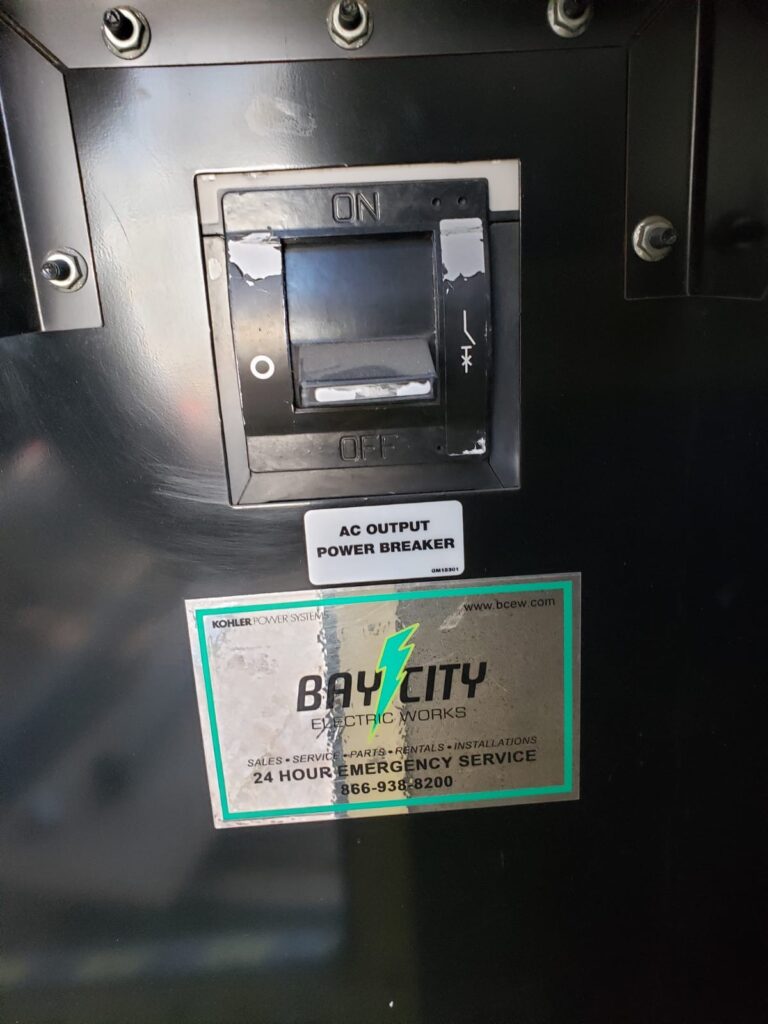 ON
O
OFF
AC OUTPUT
POWER BREAKER
GM15301
KOHLER POWER SYSTEMS
www.bcew.com
BAY CITY
ELECTRIC WORKS
SALES • SERVICE • PARTS • RENTALS • INSTALLATIONS
24 HOUR EMERGENCY SERVICE
866-938-8200